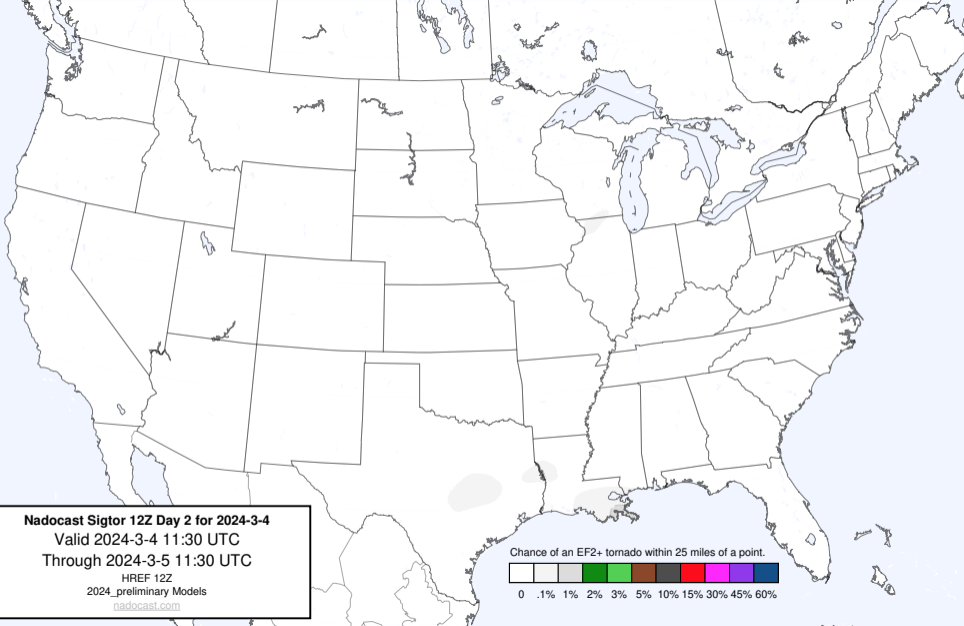 Nadocast Sigtor 12Z Day 2 for 2024-3-4
Valid 2024-3-4 11:30 UTC
Through 2024-3-5 11:30 UTC
HREF 12Z
2024_preliminary Models
nadocast.com
Chance of an EF2+ tornado within 25 miles of a point.
0 .1% 1% 2% 3% 5% 10% 15% 30% 45% 60%